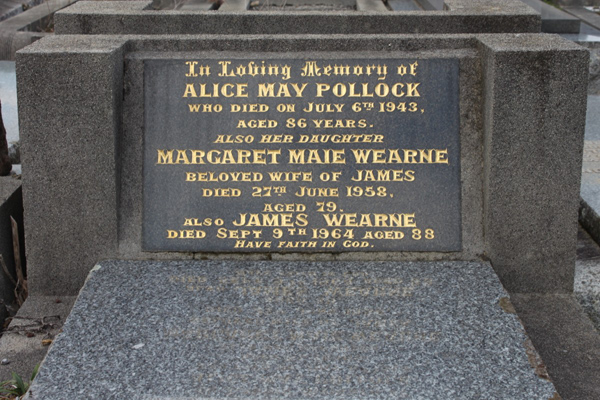 In Loving Memory of
ALICE MAY POLLOCK
WHO DIED ON JULY 6TH 1943,
AGED 86 YEARS.
ALSO HER DAUGHTER
MARGARET MAIE WEARNE
BELOVED WIFE OF JAMES
DIED 27TH JUNE 1958,
AGED 79.
ALSO JAMES WEARNE
DIED SEPT 9TH 1964 AGED 88
HAVE FAITH IN GOD.